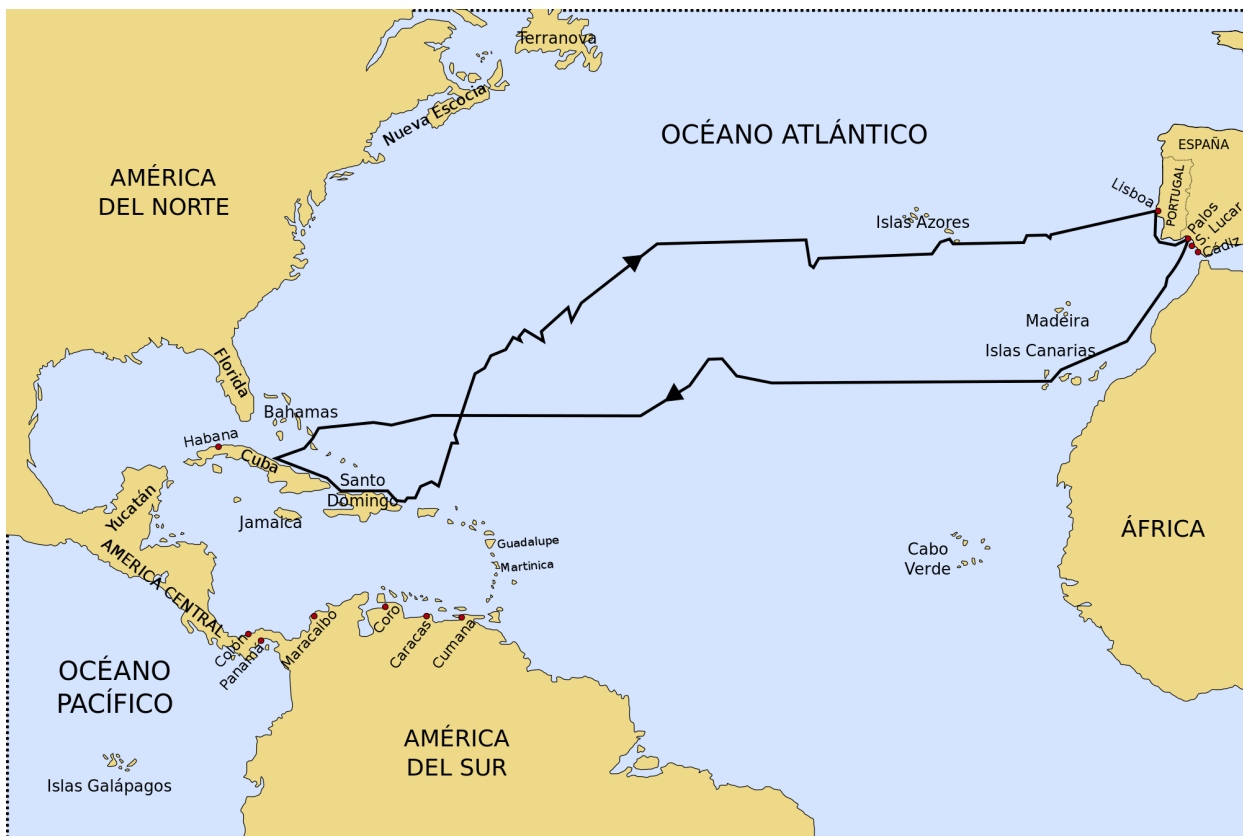 Terranova
Nueva Escocia
OCÉANO ATLÁNTICO
ESPAÑA
PORTUGAL
AMÉRICA
DEL NORTE
Lisboa
Islas Azores
Palos
S. Lucar
Cádiz
Madeira
Islas Canarias
Florida
Bahamas
Habana
Cuba
Santo
Domingo
Yucatán
Jamaica
ÁFRICA
Guadalupe
Martinica
Cabo
Verde
AMERICA CENTRAL
Colón
Panamá
Maracaibo
Coro
Caracas
Cumana
OCÉANO
PACÍFICO
AMÉRICA
DEL SUR
Islas Galápagos